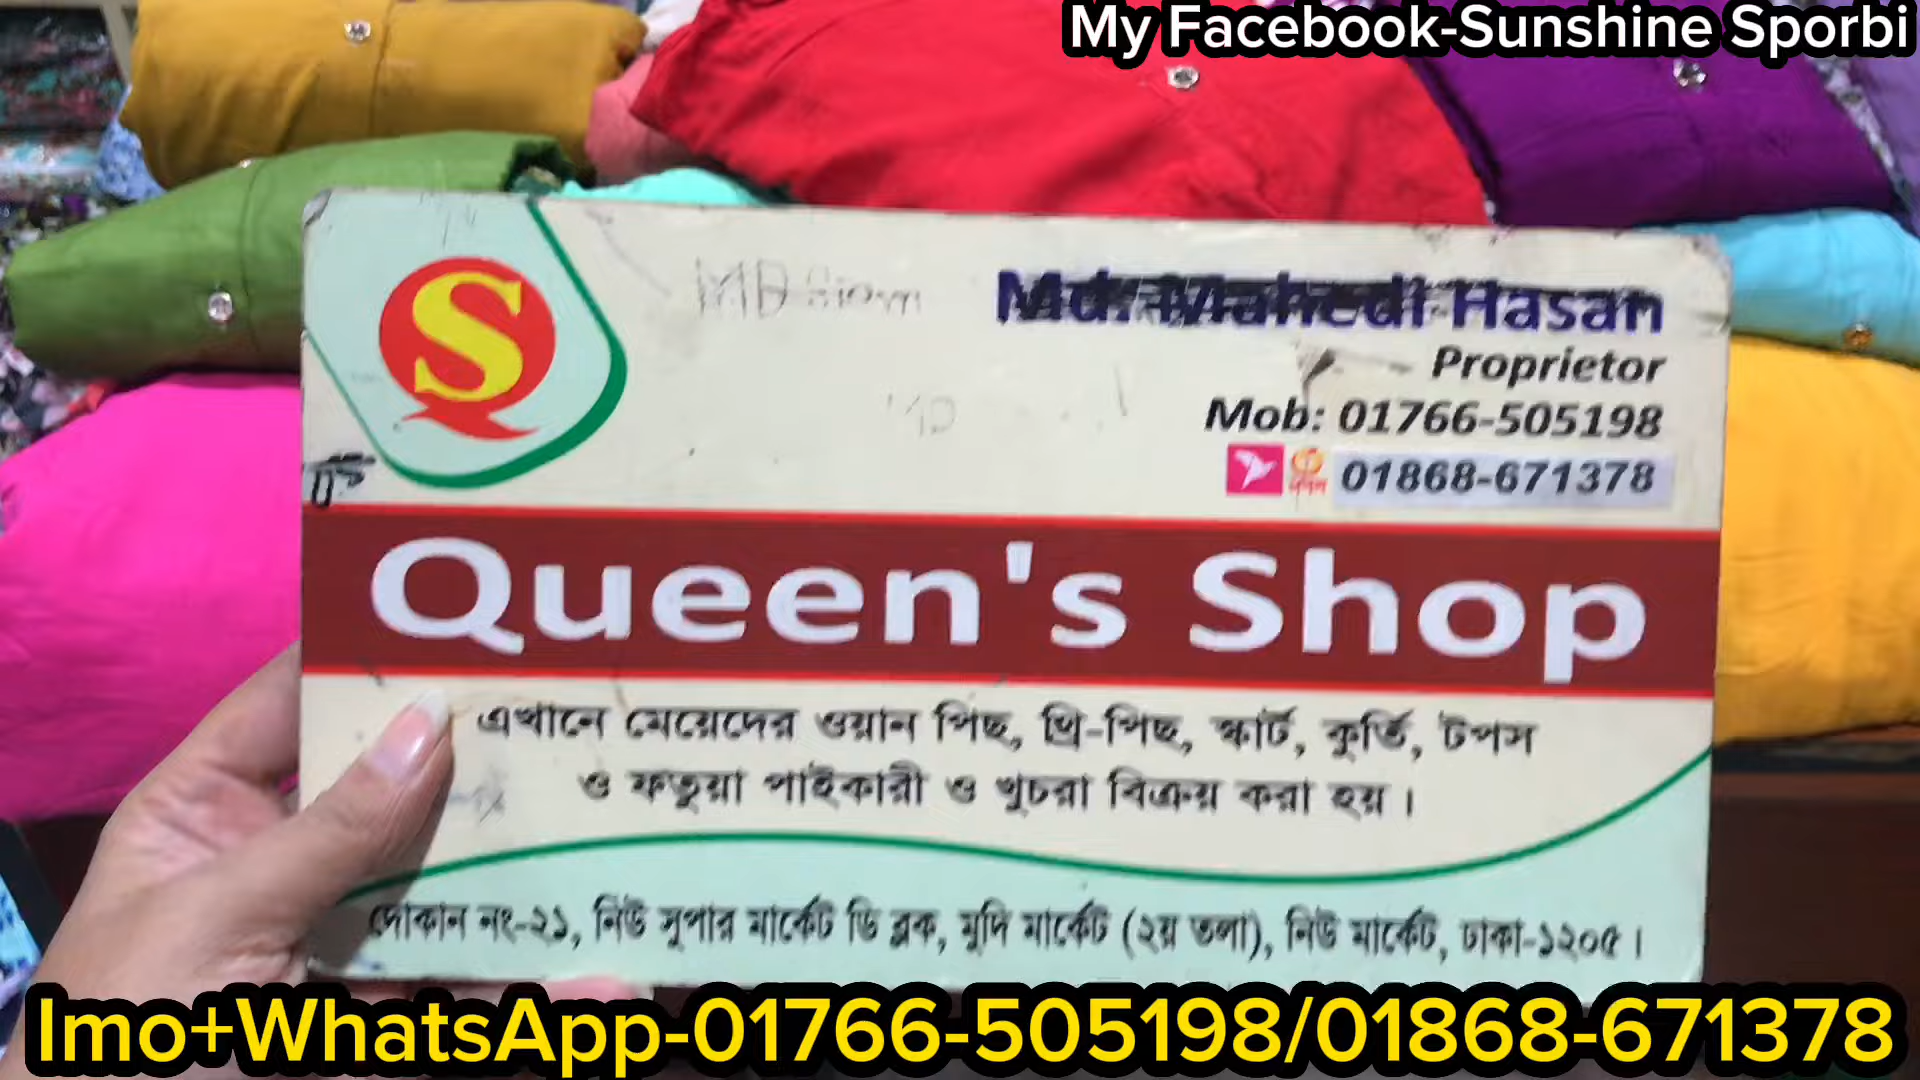 My Facebook-Sunshine Sporbi
S
Md. Mahedi Hasan
Proprietor
Mob: 01766-505198
01868-671378
Queen's Shop
এখানে মেয়েদের ওয়ান পিছ, থ্রি-পিছ, স্কার্ট, কুর্তি, টপস
ও ফতুয়া পাইকারী ও খুচরা বিক্রয় করা হয়।
দোকান নং-২১, নিউ সুপার মার্কেট ডি ব্লক, মুদি মার্কেট (২য় তলা), নিউ মার্কেট, ঢাকা-১২০৫।
Imo+WhatsApp-01766-505198/01868-671378